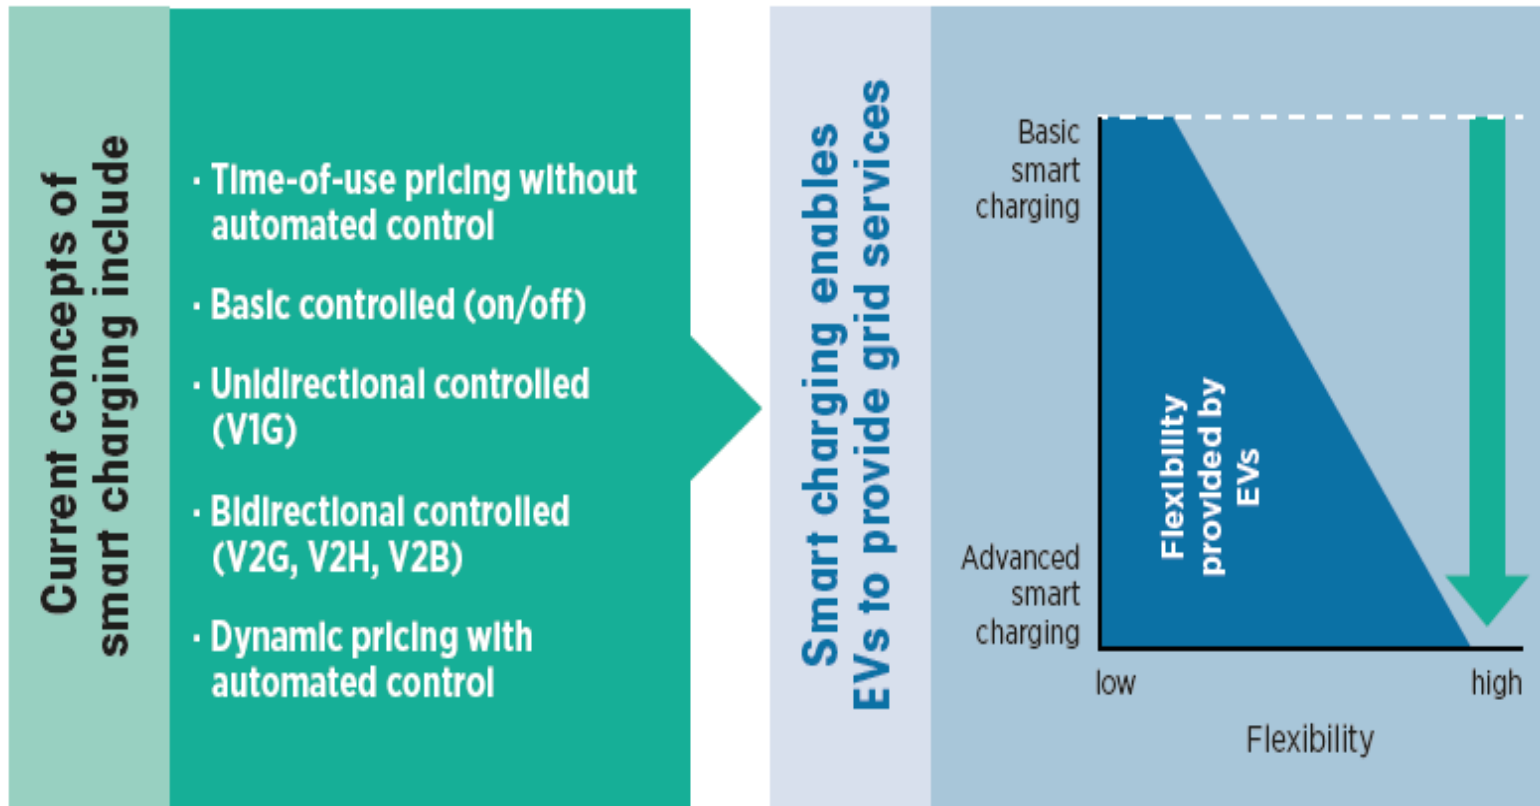 Current concepts of
smart charging include
· Time-of-use pricing without
automated control
· Basic controlled (on/off)
· Unidirectional controlled
(V1G)
· Bidirectional controlled
(V2G, V2H, V2B)
· Dynamic pricing with
automated control
Smart charging enables
EVs to provide grid services
Basic
smart
charging
Flexibility
provided by
EVs
Advanced
smart
charging
low
high
Flexibility